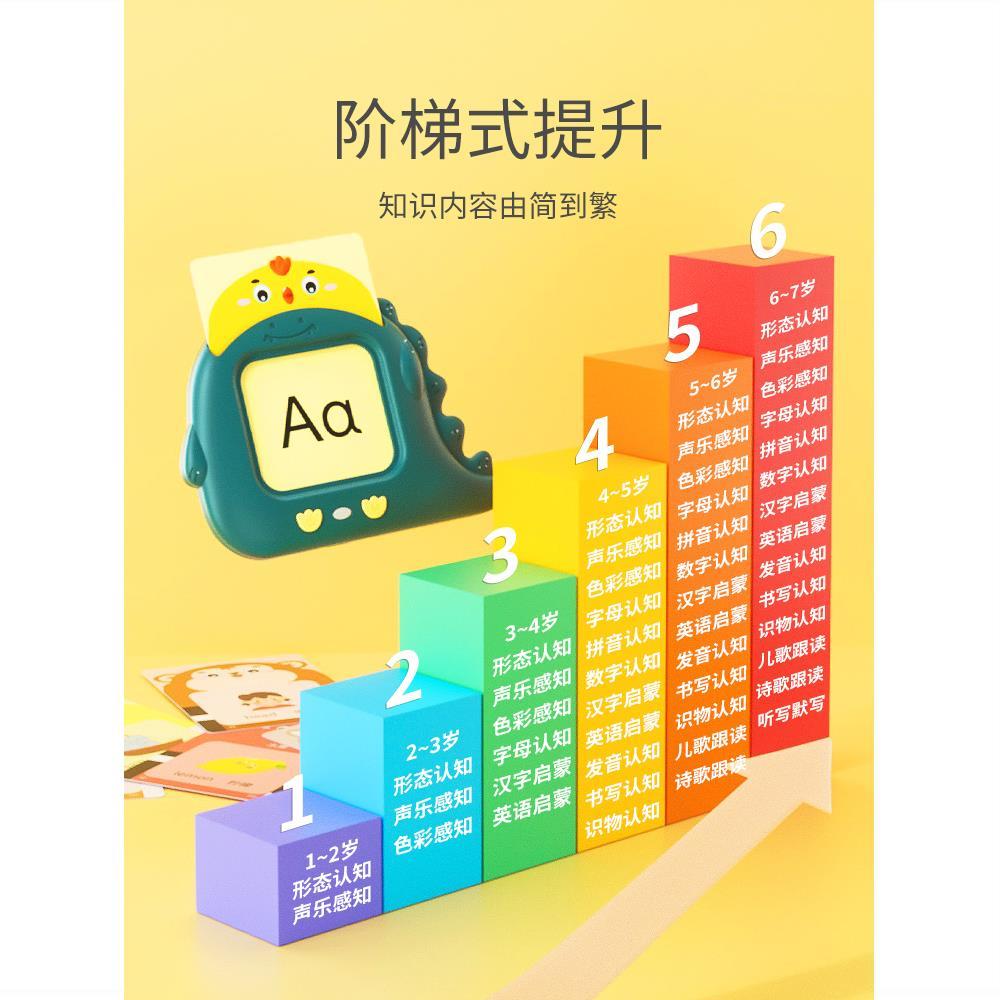 阶梯式提升
知识内容由简到繁
Aa
lemon
1
1~2岁
形态认知
声乐感知
2
2~3岁
形态认知
声乐感知
色彩感知
3
3~4岁
形态认知
声乐感知
色彩感知
字母认知
汉字启蒙
英语启蒙
4
4~5岁
形态认知
声乐感知
色彩感知
字母认知
拼音认知
数字认知
汉字启蒙
英语启蒙
发音认知
书写认知
识物认知
5
5~6岁
形态认知
声乐感知
色彩感知
字母认知
拼音认知
数字认知
汉字启蒙
英语启蒙
发音认知
书写认知
识物认知
儿歌跟读
诗歌跟读
6
6~7岁
形态认知
声乐感知
色彩感知
字母认知
拼音认知
数字认知
汉字启蒙
英语启蒙
发音认知
书写认知
识物认知
儿歌跟读
诗歌跟读
听写默写